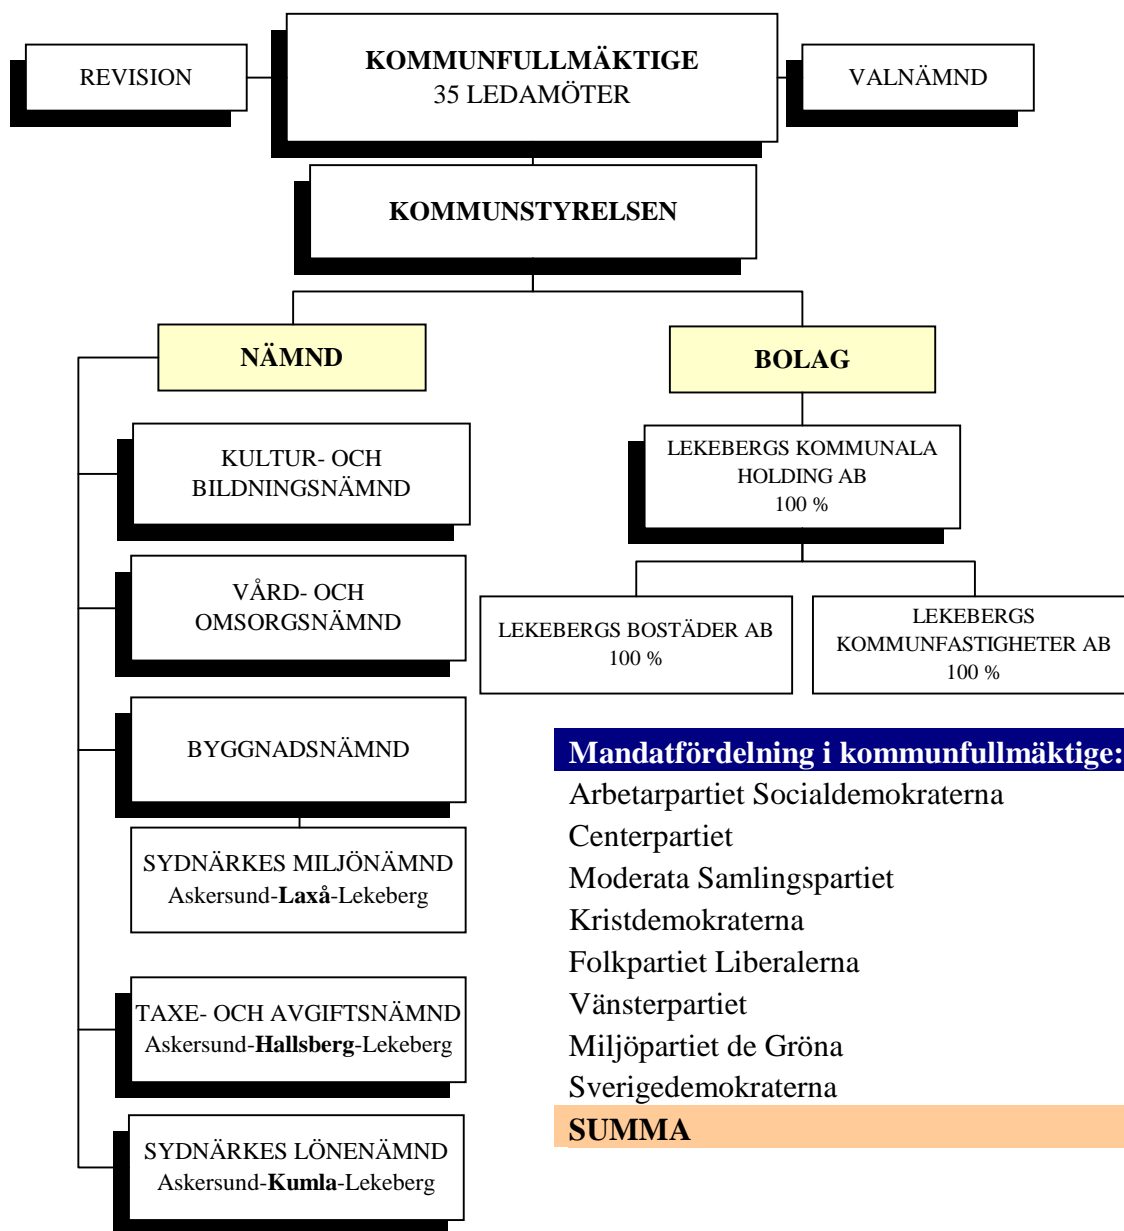 REVISION
KOMMUNFULLMÄKTIGE
35 LEDAMÖTER
VALNÄMND
KOMMUNSTYRELSEN
NÄMND
BOLAG
KULTUR- OCH
BILDNINGSNÄMND
VÅRD- OCH
OMSORGSNÄMND
BYGGNADSNÄMND
SYDNÄRKES MILJÖNÄMND
Askersund-Laxå-Lekeberg
TAXE- OCH AVGIFTSNÄMND
Askersund-Hallsberg-Lekeberg
SYDNÄRKES LÖNENÄMND
Askersund-Kumla-Lekeberg
LEKEBERGS KOMMUNALA
HOLDING AB
100 %
LEKEBERGS BOSTÄDER AB
100 %
LEKEBERGS
KOMMUNFASTIGHETER AB
100 %
Mandatfördelning i kommunfullmäktige:
Arbetarpartiet Socialdemokraterna
Centerpartiet
Moderata Samlingspartiet
Kristdemokraterna
Folkpartiet Liberalerna
Vänsterpartiet
Miljöpartiet de Gröna
Sverigedemokraterna
SUMMA